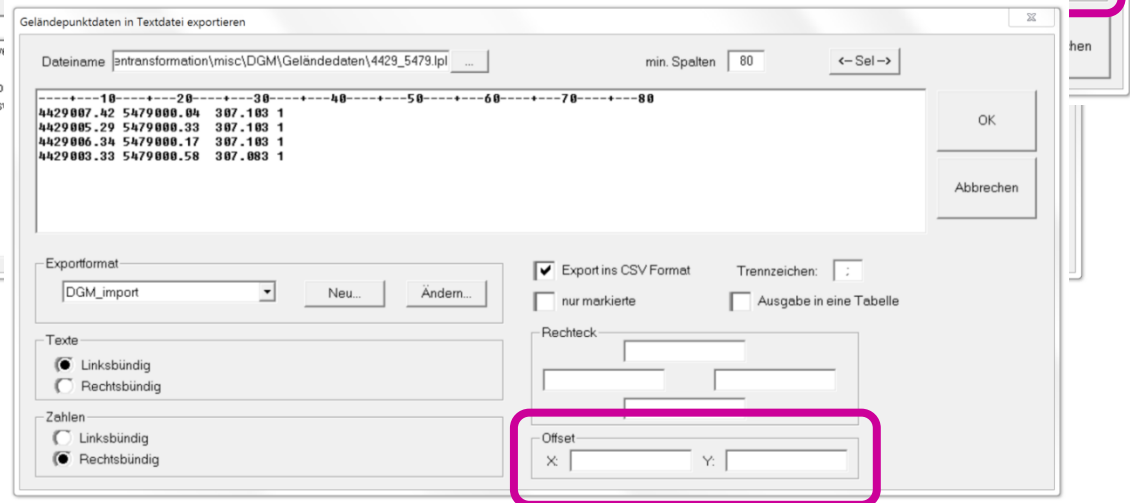 Geländepunktdaten in Textdatei exportieren
hen
Dateiname entransformation\misc\DGM\Geländedaten\4429_5479.lpl ... min. Spalten 80 <-- Sel -->
----+---10----+---20----+---30----+---40----+---50----+---60----+---70----+---80
4429007.42 5479000.04  307.103 1
4429005.29 5479000.33  307.103 1
4429006.34 5479000.17  307.103 1
4429003.33 5479000.58  307.083 1
OK
Abbrechen
Exportformat
DGM_import Neu... Ändern...
Export ins CSV Format Trennzeichen: ;
nur markierte Ausgabe in eine Tabelle
Texte
Linksbündig
Rechtsbündig
Rechteck
Zahlen
Linksbündig
Rechtsbündig
Offset
X: Y: